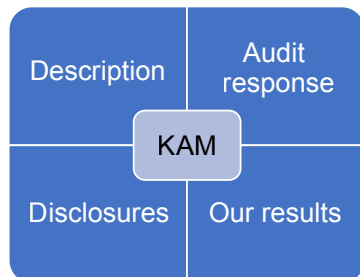 Description
Audit
response
KAM
Disclosures
Our results